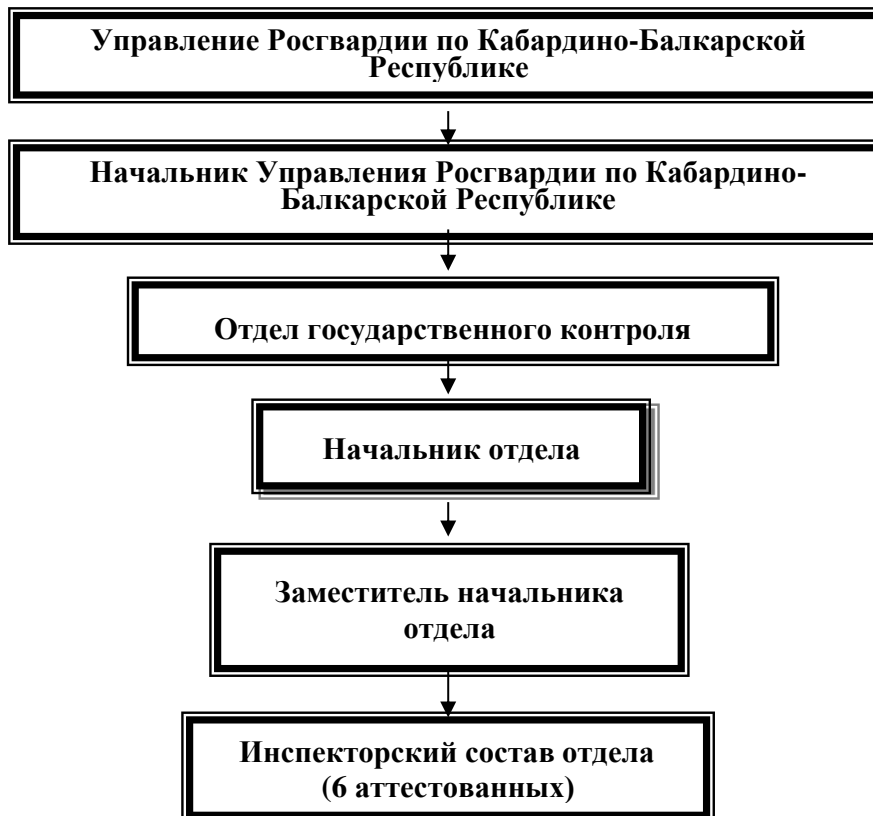 Управление Росгвардии по Кабардино-Балкарской
Республике
Начальник Управления Росгвардии по Кабардино-
Балкарской Республике
Отдел государственного контроля
Начальник отдела
Заместитель начальника
отдела
Инспекторский состав отдела
(6 аттестованных)